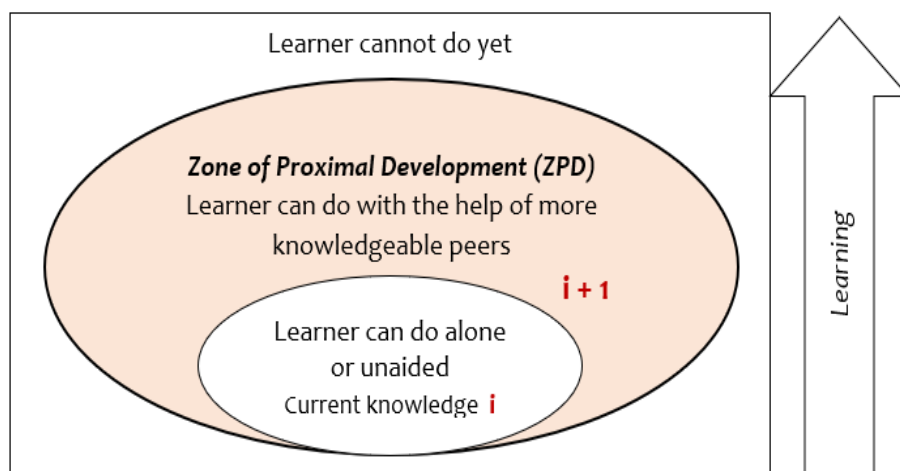 Learner cannot do yet
Zone of Proximal Development (ZPD)
Learner can do with the help of more
knowledgeable peers
i + 1
Learner can do alone
or unaided
Current knowledge i
Learning